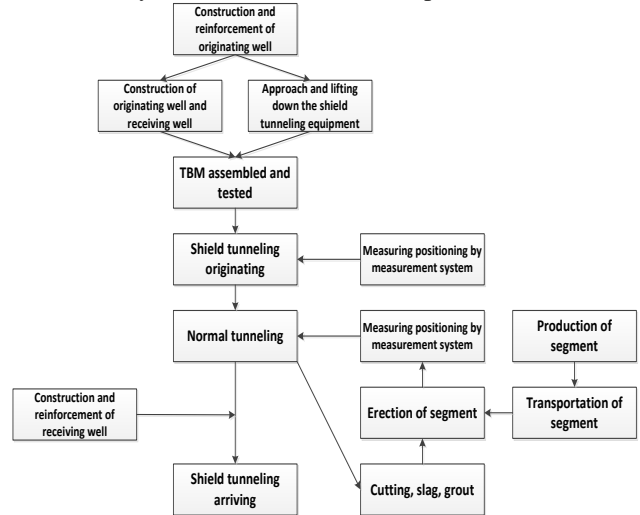 Construction and
reinforcement of
originating well
Construction of
originating well and
receiving well
Approach and lifting
down the shield
tunneling equipment
TBM assembled and
tested
Shield tunneling
originating
Measuring positioning by
measurement system
Normal tunneling
Measuring positioning by
measurement system
Production of
segment
Construction and
reinforcement of
receiving well
Erection of segment
Transportation of
segment
Shield tunneling
arriving
Cutting, slag, grout